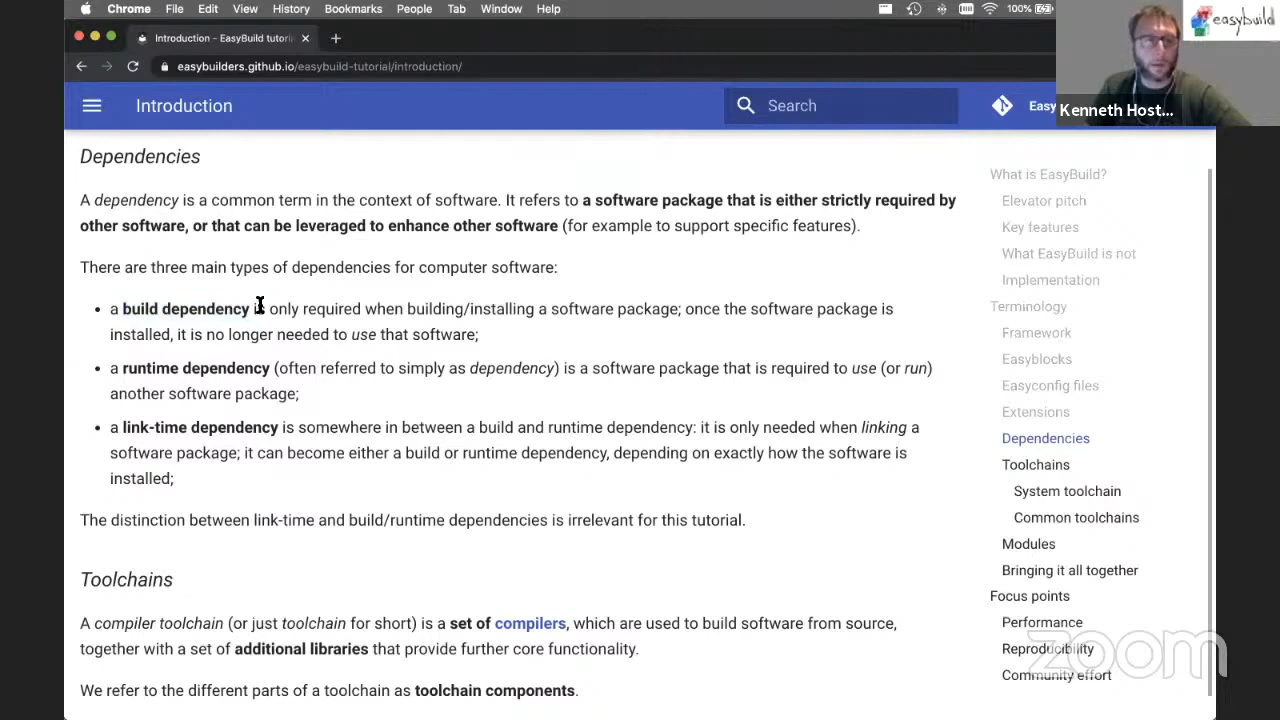 Chrome File Edit View History Bookmarks People Tab Window Help 100%
Introduction - EasyBuild tutori
easybuilders.github.io/easybuild-tutorial/introduction/
easybuild
Introduction
Search
Easy
Kenneth Host...
Dependencies
A dependency is a common term in the context of software. It refers to a software package that is either strictly required by
other software, or that can be leveraged to enhance other software (for example to support specific features).
There are three main types of dependencies for computer software:
• a build dependency is only required when building/installing a software package; once the software package is
installed, it is no longer needed to use that software;
• a runtime dependency (often referred to simply as dependency) is a software package that is required to use (or run)
another software package;
• a link-time dependency is somewhere in between a build and runtime dependency: it is only needed when linking a
software package; it can become either a build or runtime dependency, depending on exactly how the software is
installed;
The distinction between link-time and build/runtime dependencies is irrelevant for this tutorial.
Toolchains
A compiler toolchain (or just toolchain for short) is a set of compilers, which are used to build software from source,
together with a set of additional libraries that provide further core functionality.
We refer to the different parts of a toolchain as toolchain components.
What is EasyBuild?
Elevator pitch
Key features
What EasyBuild is not
Implementation
Terminology
Framework
Easyblocks
Easyconfig files
Extensions
Dependencies
Toolchains
System toolchain
Common toolchains
Modules
Bringing it all together
Focus points
Performance
Reproducibility
Community effort
zoom